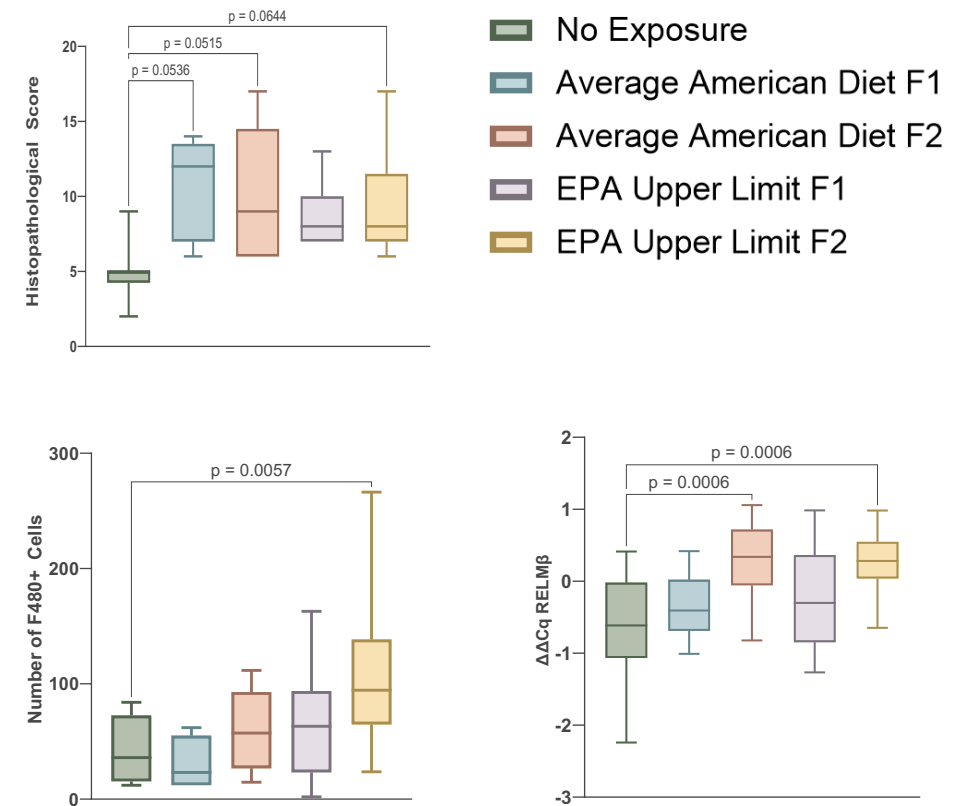 p = 0.0644
p = 0.0515
p = 0.0536
Histopathological Score
20
15
10
5
0
No Exposure
Average American Diet F1
Average American Diet F2
EPA Upper Limit F1
EPA Upper Limit F2
300
200
100
0
Number of F480+ Cells
p = 0.0057
2
1
0
-1
-2
-3
ΔΔCq RELMβ
p = 0.0006
p = 0.0006